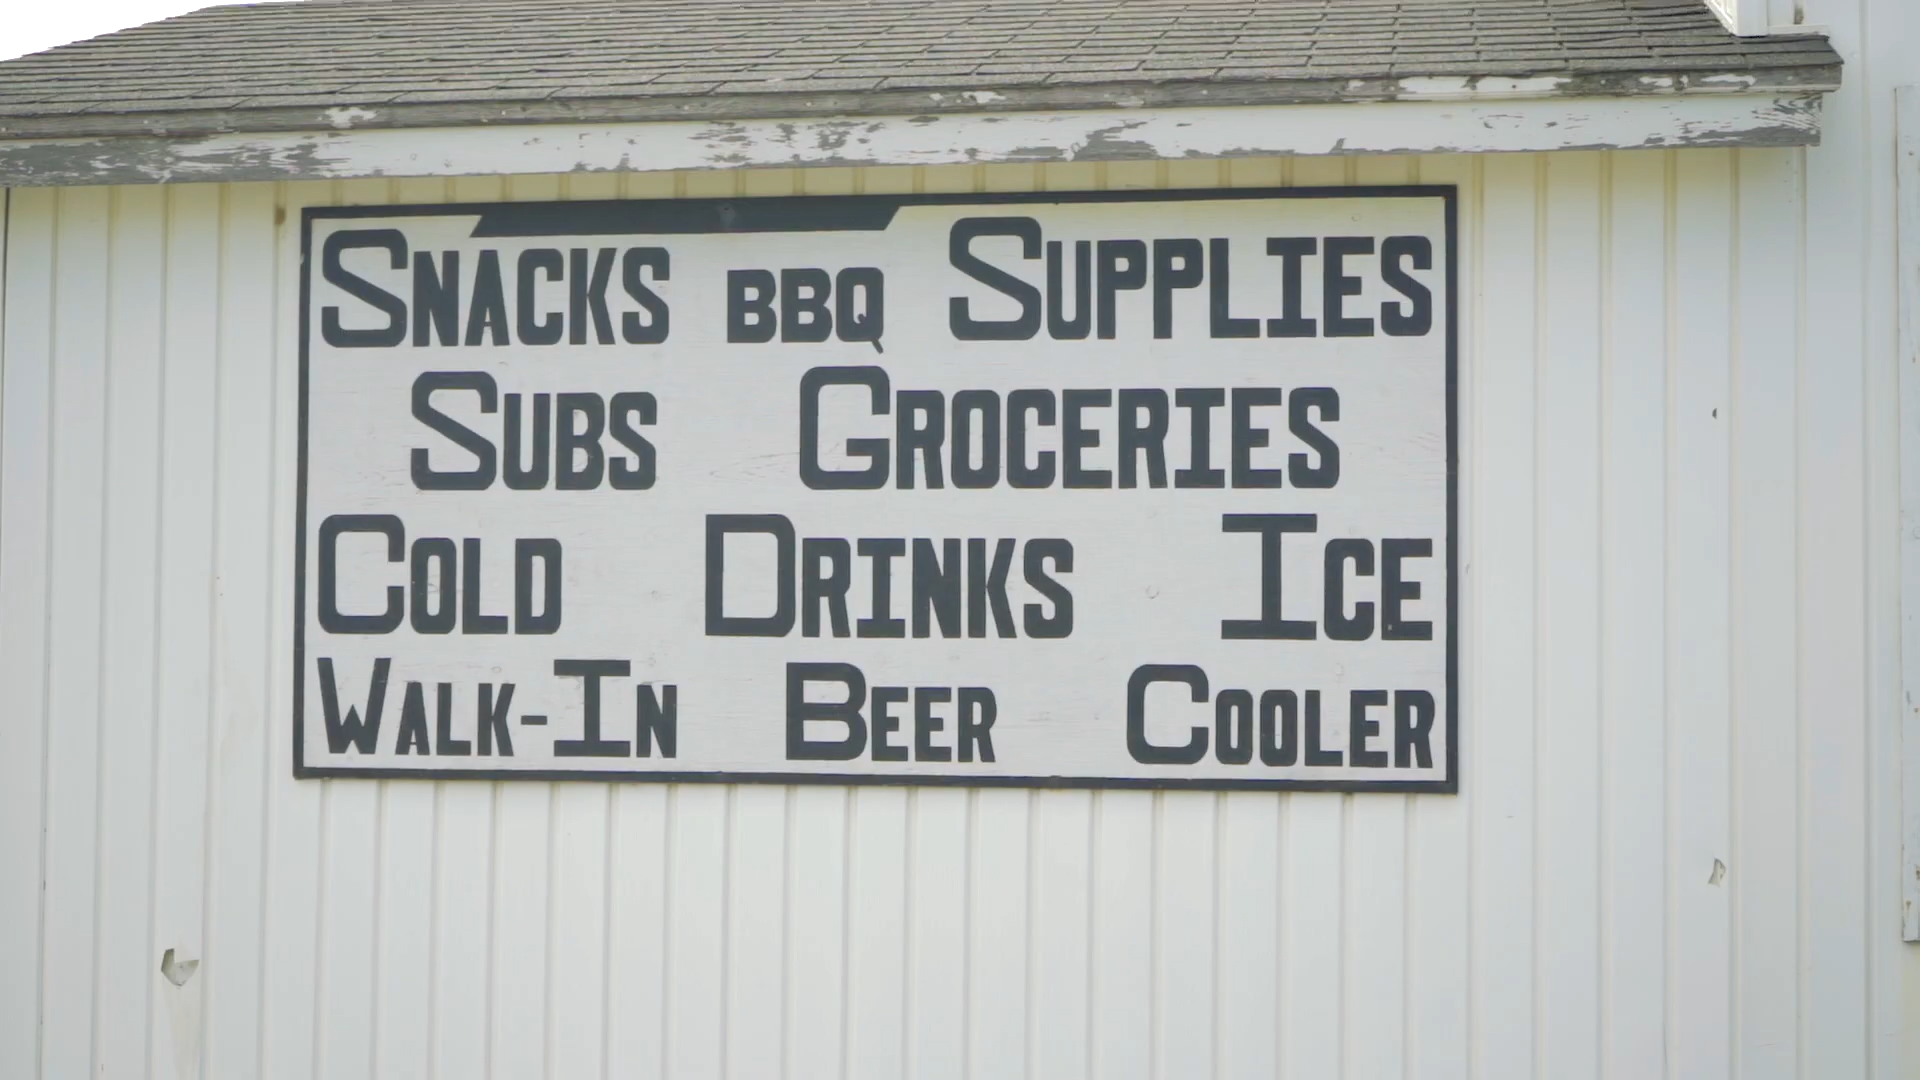 SNACKS BBQ SUPPLIES
SUBS GROCERIES
COLD DRINKS ICE
WALK-IN BEER COOLER